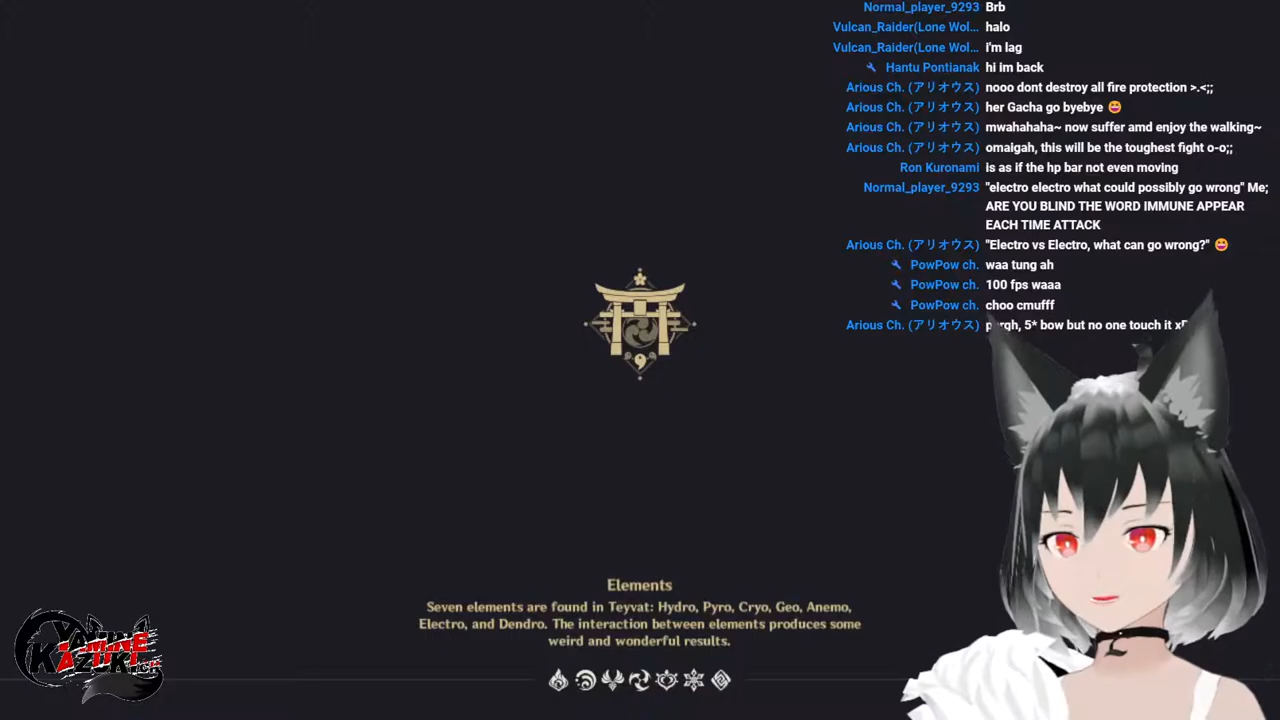 Normal_player_9293 Brb
Vulcan_Raider(Lone Wol... halo
Vulcan_Raider(Lone Wol... i'm lag
Hantu Pontianak hi im back
Arious Ch. (アリオウス) nooo dont destroy all fire protection >.<;;
Arious Ch. (アリオウス) her Gacha go byebye 😆
Arious Ch. (アリオウス) mwahahaha~ now suffer amd enjoy the walking~
Arious Ch. (アリオウス) omaigah, this will be the toughest fight o-o;;
Ron Kuronami is as if the hp bar not even moving
Normal_player_9293 "electro electro what could possibly go wrong" Me;
ARE YOU BLIND THE WORD IMMUNE APPEAR
EACH TIME ATTACK
Arious Ch. (アリオウス) "Electro vs Electro, what can go wrong?" 😆
PowPow ch. waa tung ah
PowPow ch. 100 fps waaa
PowPow ch. choo cmufff
Arious Ch. (アリオウス) 5* bow but no one touch it
Elements
Seven elements are found in Teyvat: Hydro, Pyro, Cryo, Geo, Anemo,
Electro, and Dendro. The interaction between elements produces some
weird and wonderful results.